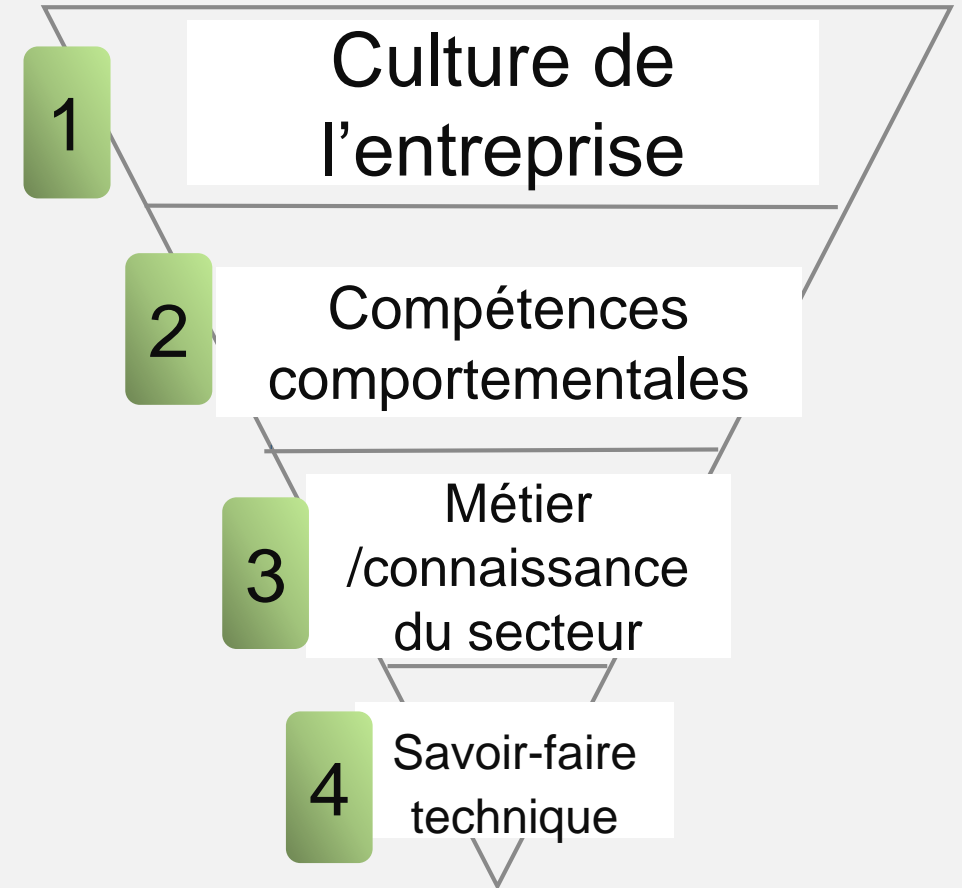 1
Culture de
l’entreprise
2
Compétences
comportementales
3
Métier
/connaissance
du secteur
4
Savoir-faire
technique